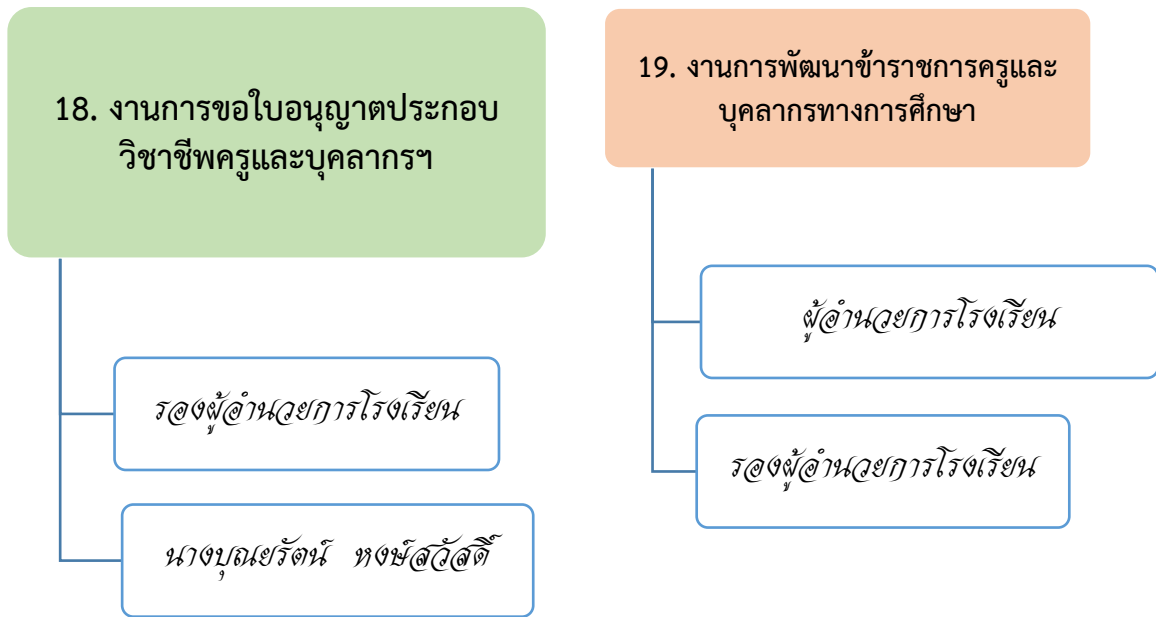 18. งานการขอใบอนุญาตประกอบ
วิชาชีพครูและบุคลากรฯ
รองผู้อำนวยการโรงเรียน
นางบุณยรัตน์ หงษ์สวัสดิ์
19. งานการพัฒนาข้าราชการครูและ
บุคลากรทางการศึกษา
ผู้อำนวยการโรงเรียน
รองผู้อำนวยการโรงเรียน